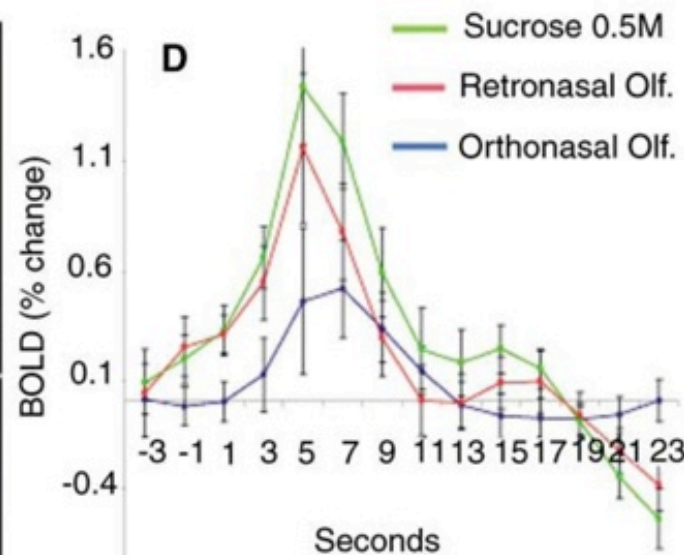 D
Sucrose 0.5M
Retronasal Olf.
Orthonasal Olf.
BOLD (% change)
1.6
1.1
0.6
0.1
-0.4
-3 -1 1 3 5 7 9 11 13 15 17 19 21 23
Seconds